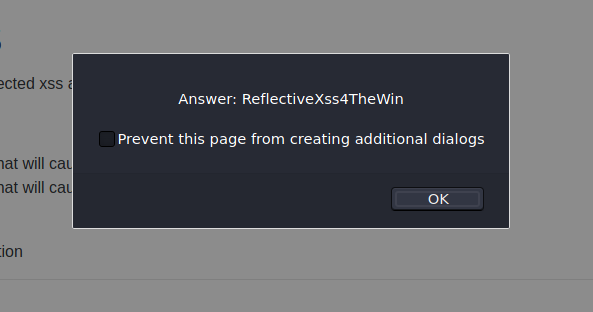 ected xss
Answer: ReflectiveXss4TheWin
Prevent this page from creating additional dialogs
hat will cau
hat will cau
OK
tion